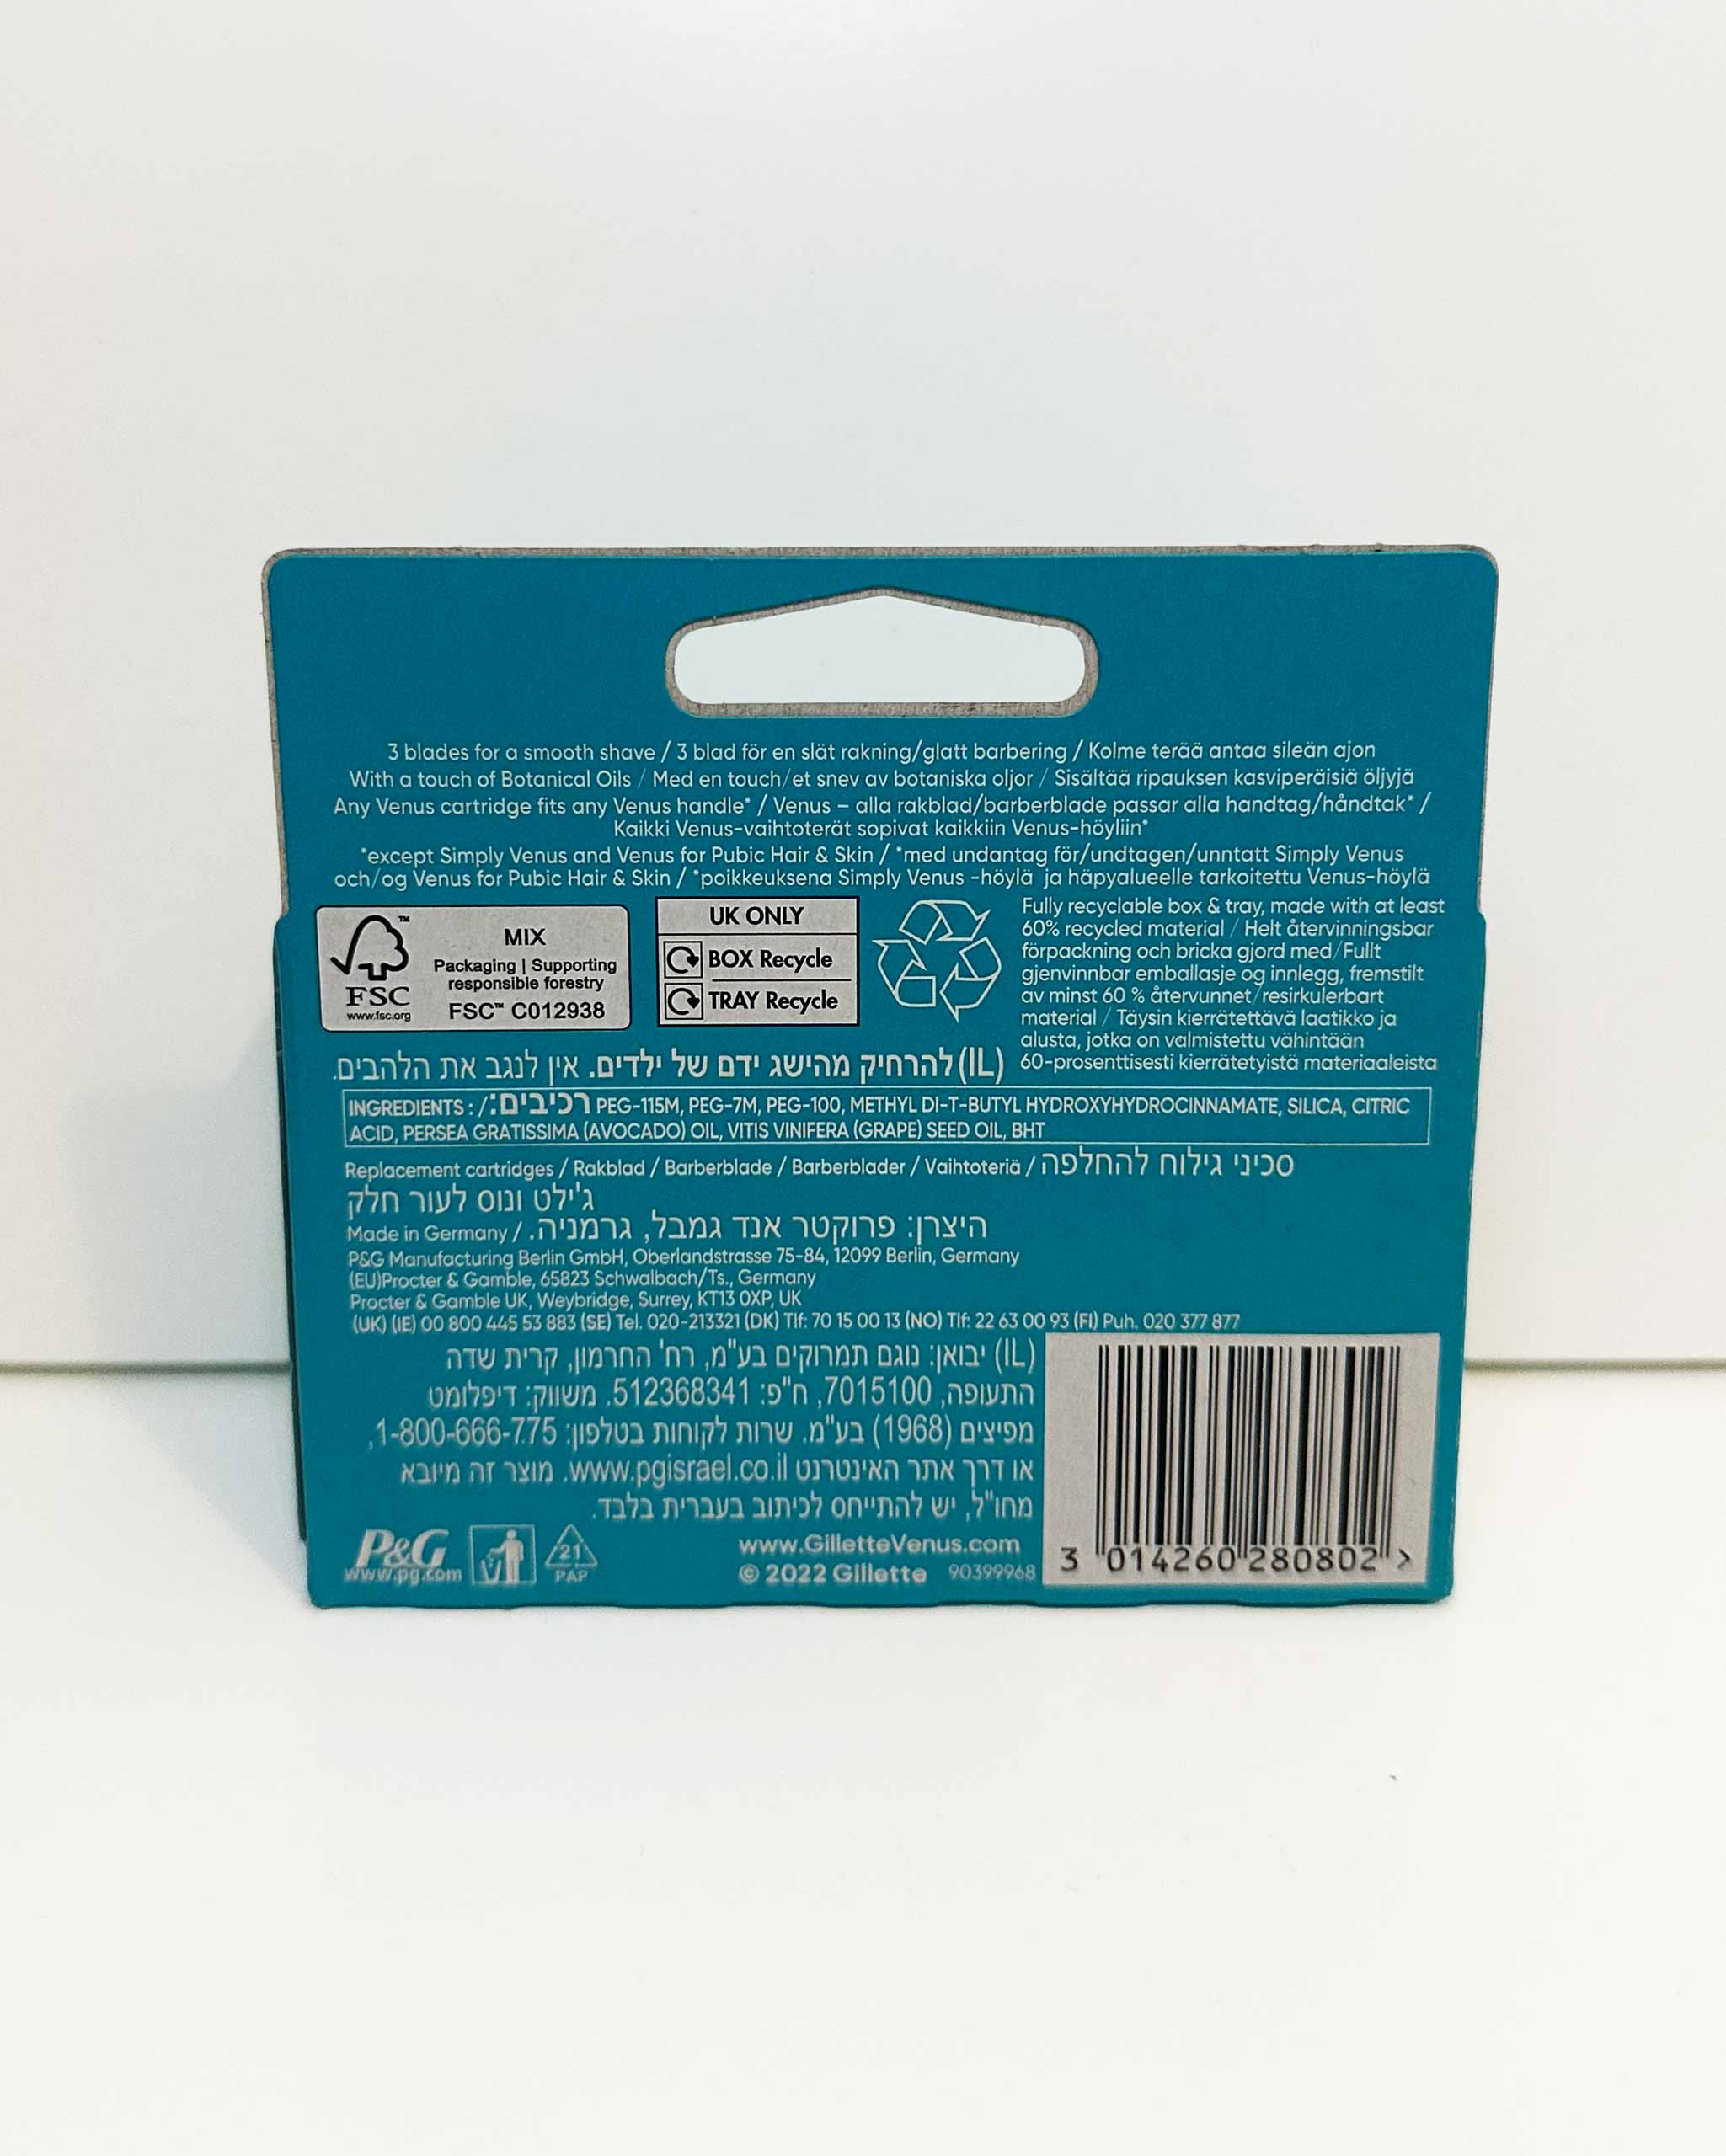 3 blades for a smooth shave / 3 blad för en slät rakning/glatt barbering / Kolme terää antaa sileän ajon
With a touch of Botanical Oils / Med en touch/et snev av botaniska oljor / Sisältää ripauksen kasviperäisiä öljyjä
Any Venus cartridge fits any Venus handle* / Venus – alla rakblad/barberblade passar alla handtag/håndtak* /
Kaikki Venus-vaihtoterät sopivat kaikkiin Venus-höyliin*
*except Simply Venus and Venus for Pubic Hair & Skin / *med undantag för/undtagen/unntatt Simply Venus
och/og Venus for Pubic Hair & Skin / *poikkeuksena Simply Venus -höylä ja häpyalueelle tarkoitettu Venus-höylä
FSC™
www.fsc.org
MIX
Packaging | Supporting
responsible forestry
FSC™ C012938
UK ONLY
BOX Recycle
TRAY Recycle
Fully recyclable box & tray, made with at least
60% recycled material / Helt återvinningsbar
förpackning och bricka gjord med/Fullt
gjenvinnbar emballasje og innlegg, fremstilt
av minst 60 % återvunnet/resirkulerbart
material / Täysin kierrätettävä laatikko ja
alusta, jotka on valmistettu vähintään
60-prosenttisesti kierrätetyistä materiaaleista
(IL) להרחיק מהישג ידם של ילדים. אין לנגב את הלהבים.
INGREDIENTS : /רכיבים: PEG-115M, PEG-7M, PEG-100, METHYL DI-T-BUTYL HYDROXYHYDROCINNAMATE, SILICA, CITRIC
ACID, PERSEA GRATISSIMA (AVOCADO) OIL, VITIS VINIFERA (GRAPE) SEED OIL, BHT
Replacement cartridges / Rakblad / Barberblade / Barberblader / Vaihtoteriä / סכיני גילוח להחלפה
ג'ילט ונוס לעור חלק
Made in Germany / היצרן: פרוקטר אנד גמבל, גרמניה.
P&G Manufacturing Berlin GmbH, Oberlandstrasse 75-84, 12099 Berlin, Germany
(EU)Procter & Gamble, 65823 Schwalbach/Ts., Germany
Procter & Gamble UK, Weybridge, Surrey, KT13 0XP, UK
(UK) (IE) 00 800 445 53 883 (SE) Tel. 020-213321 (DK) Tlf: 70 15 00 13 (NO) Tlf: 22 63 00 93 (FI) Puh. 020 377 877
(IL) יבואן: נוגם תמרוקים בע"מ, רח' החרמון, קרית שדה
התעופה, 7015100, ח"פ: 512368341. משווק: דיפלומט
מפיצים (1968) בע"מ. שרות לקוחות בטלפון: 1-800-666-775,
או דרך אתר האינטרנט www.pgisrael.co.il. מוצר זה מיובא
מחו"ל, יש להתייחס לכיתוב בעברית בלבד.
P&G
www.pg.com
21
PAP
www.GilletteVenus.com
© 2022 Gillette 90399968
3 014260 280802 >